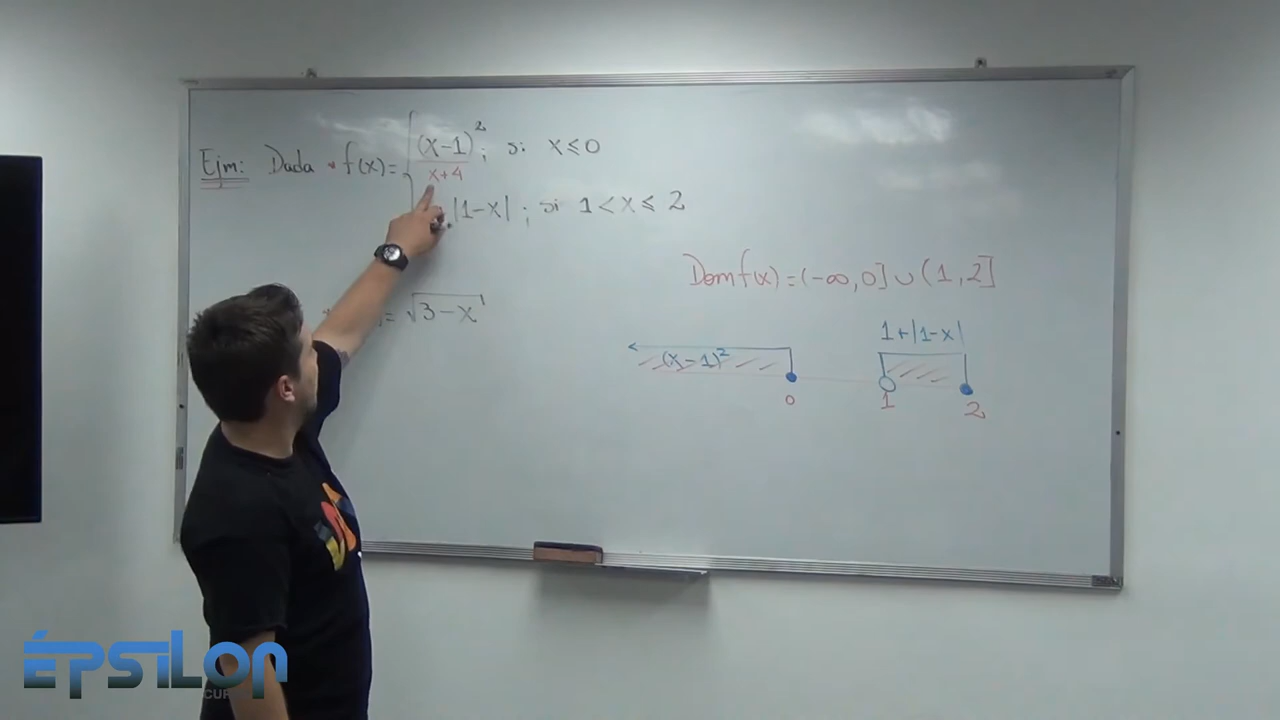 Ejm: Dada • f(x) = { (x-1)² / x+4 ; si x ≤ 0
|1-x| ; si 1 < x ≤ 2
= √3-x
Dom f(x) = (-∞, 0] ∪ (1, 2]
1+|1-x|
(x-1)²
0 1 2
ÉPSILON